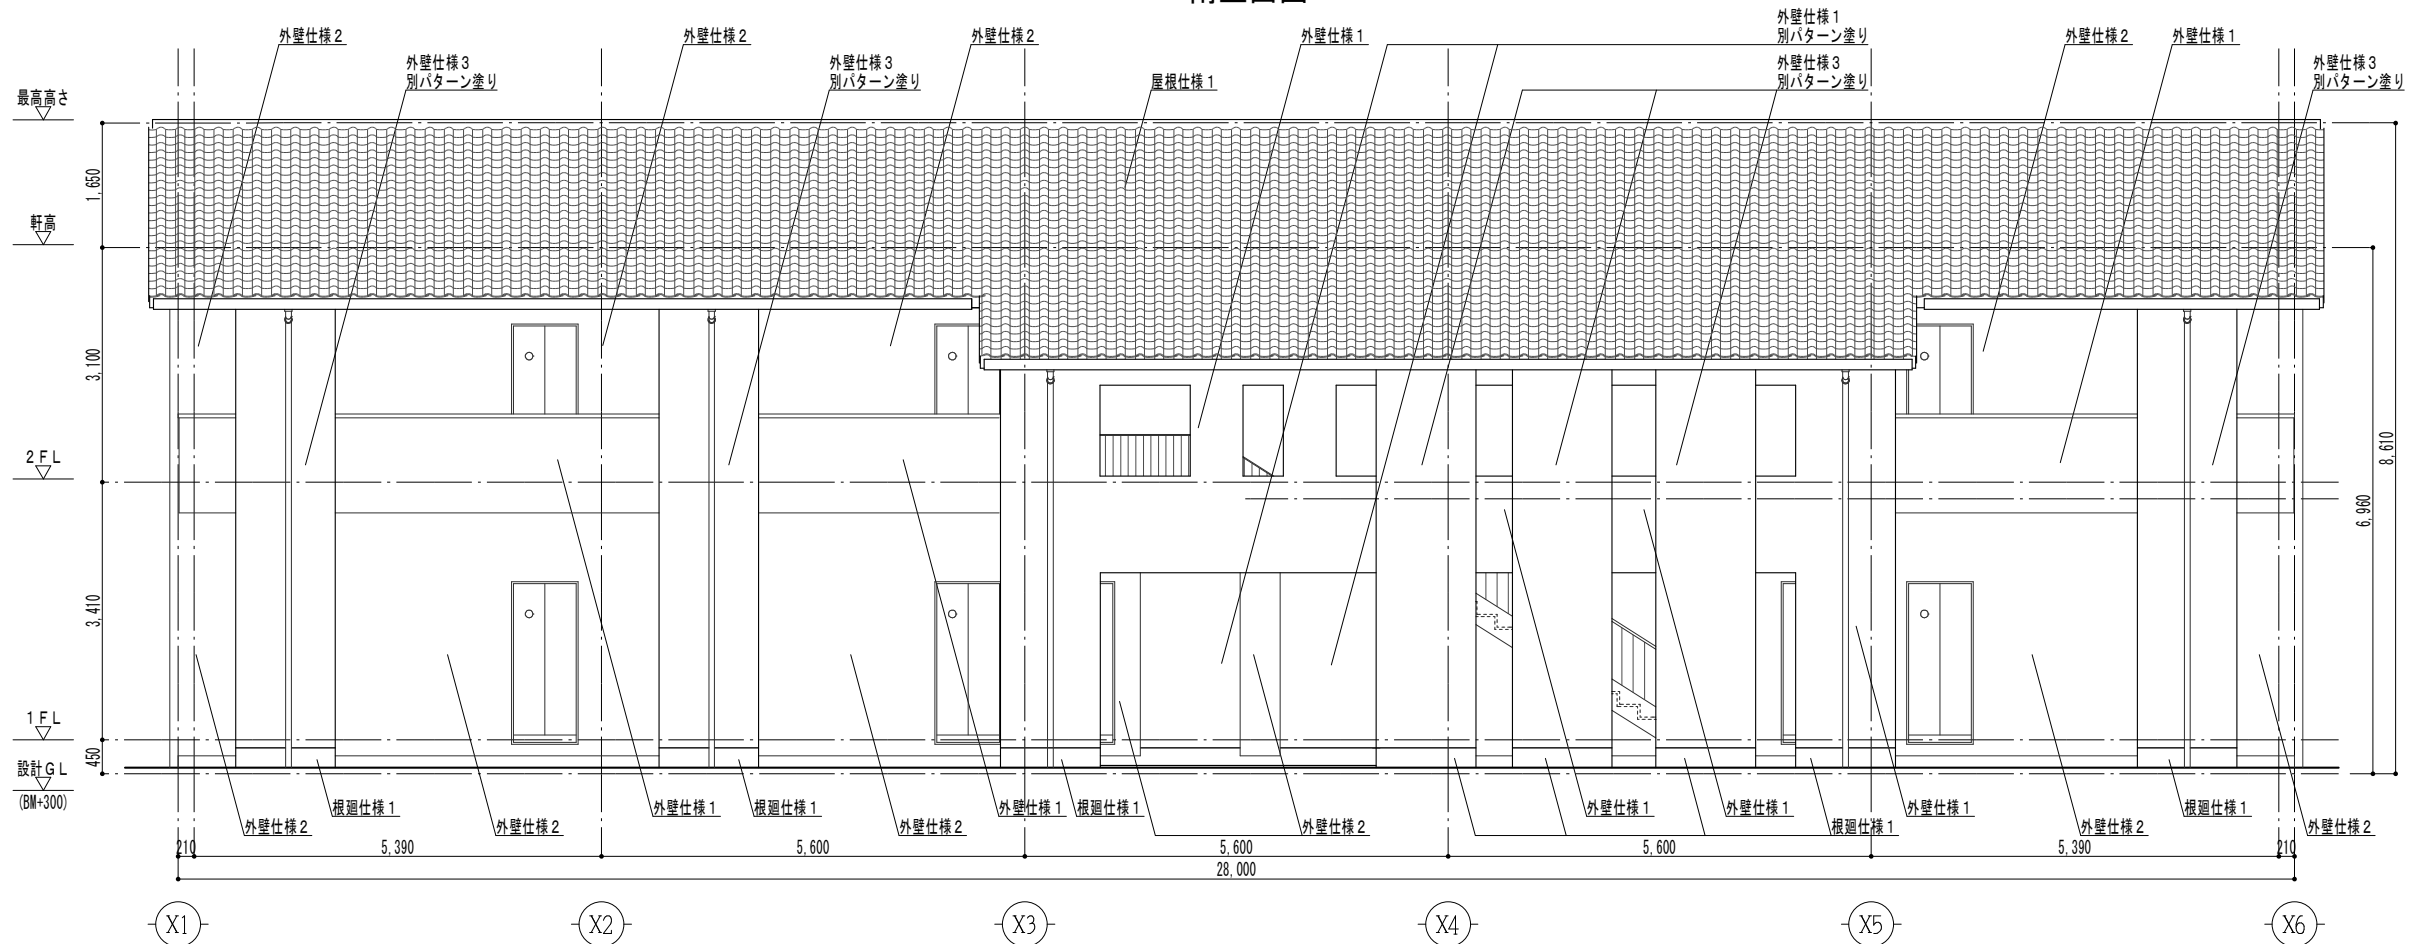 外壁仕様1
別パターン塗り
外壁仕様2
外壁仕様2
外壁仕様2
外壁仕様1
外壁仕様2
外壁仕様1
外壁仕様3
別パターン塗り
外壁仕様3
別パターン塗り
屋根仕様1
外壁仕様3
別パターン塗り
外壁仕様3
別パターン塗り
最高高さ
1,650
軒高
3,100
2FL
3,410
1FL
450
設計GL
(BM+300)
8,610
6,960
外壁仕様2
根廻仕様1
外壁仕様2
外壁仕様1
根廻仕様1
外壁仕様2
外壁仕様1
根廻仕様1
外壁仕様2
外壁仕様1
外壁仕様1
根廻仕様1
外壁仕様1
外壁仕様2
根廻仕様1
外壁仕様2
210
5,390
5,600
5,600
5,600
5,390
210
28,000
X1
X2
X3
X4
X5
X6